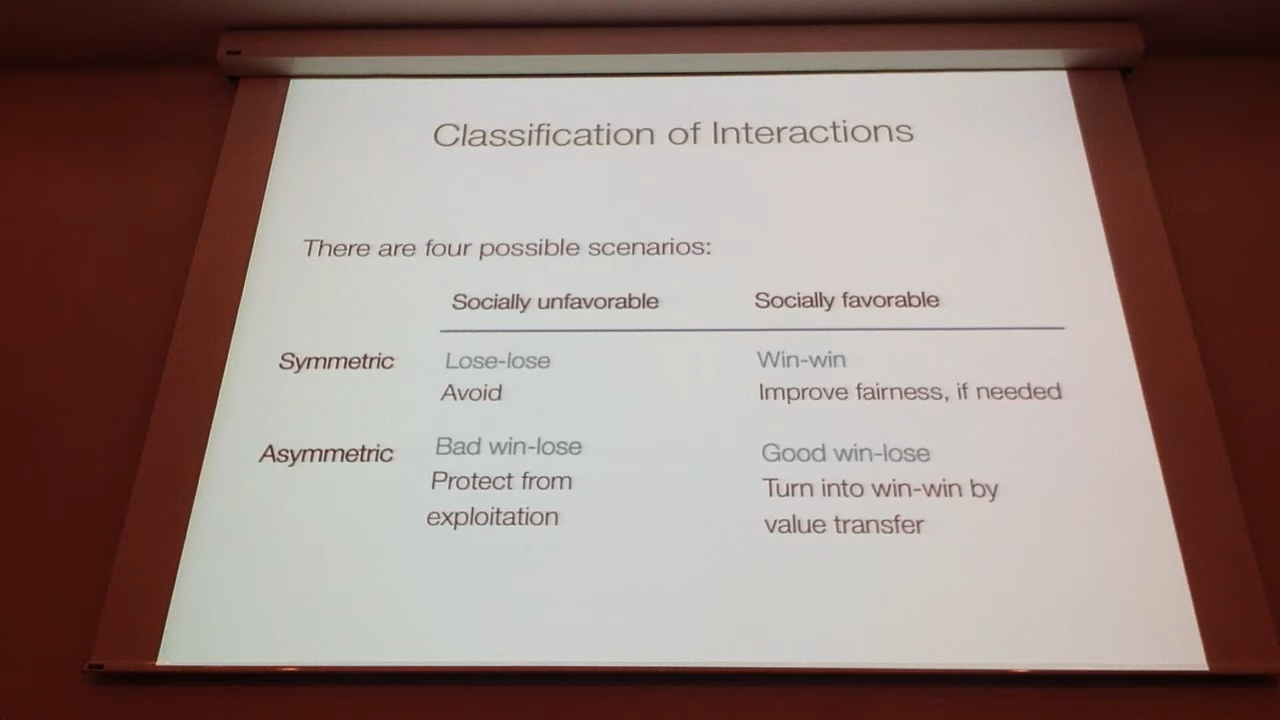 Classification of Interactions
There are four possible scenarios:
Socially unfavorable Socially favorable
Symmetric Lose-lose Win-win
Avoid Improve fairness, if needed
Asymmetric Bad win-lose Good win-lose
Protect from Turn into win-win by
exploitation value transfer